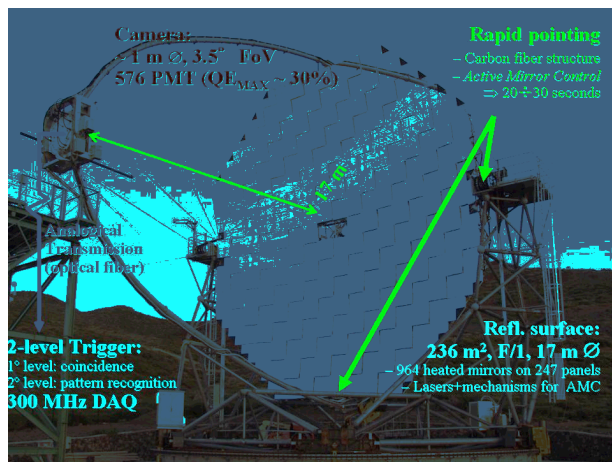 Camera:
~ 1 m Ø, 3.5° FoV
576 PMT (QEMAX ~ 30%)
Rapid pointing
– Carbon fiber structure
– Active Mirror Control
⇒ 20÷30 seconds
17 m
Analogical
Transmission
(optical fiber)
2-level Trigger:
1° level: coincidence
2° level: pattern recognition
300 MHz DAQ
Refl. surface:
236 m², F/1, 17 m Ø
– 964 heated mirrors on 247 panels
– Lasers+mechanisms for AMC